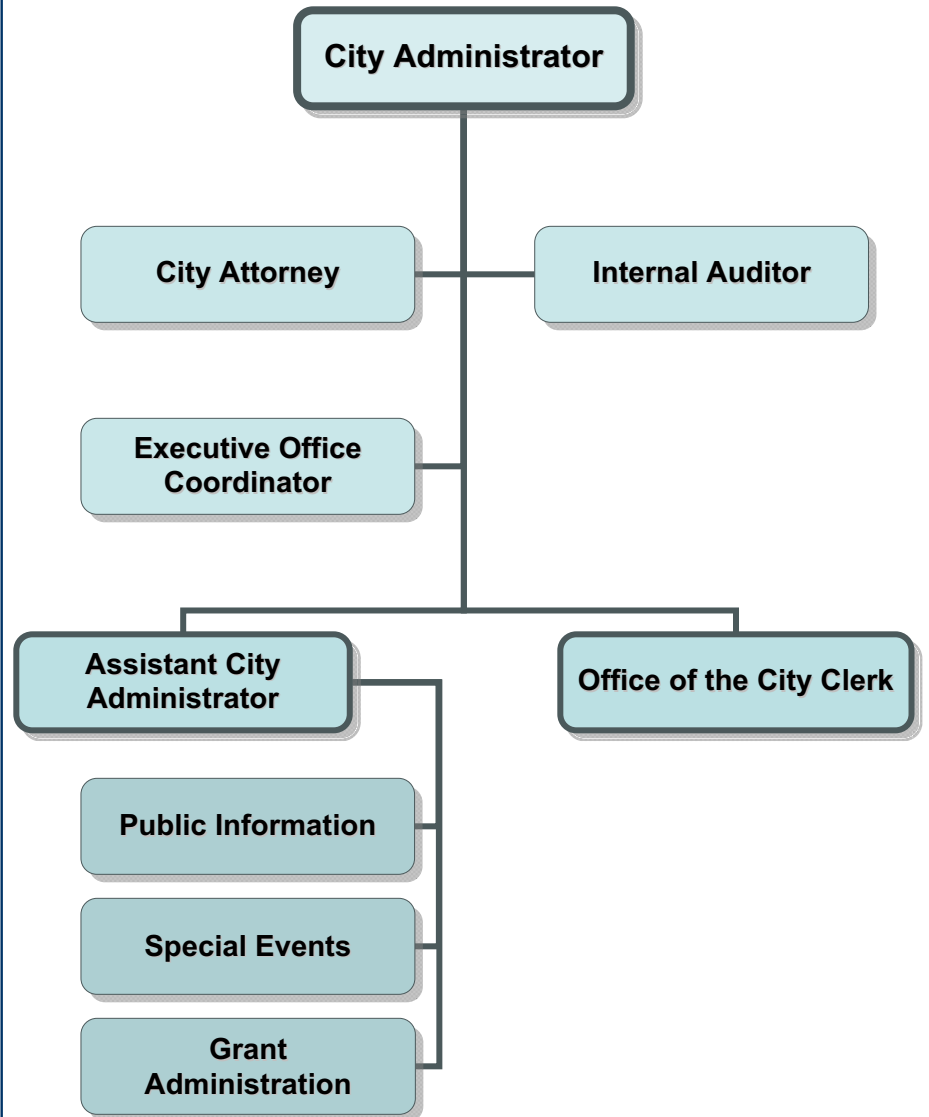 City Administrator
City Attorney
Internal Auditor
Executive Office
Coordinator
Assistant City
Administrator
Office of the City Clerk
Public Information
Special Events
Grant
Administration